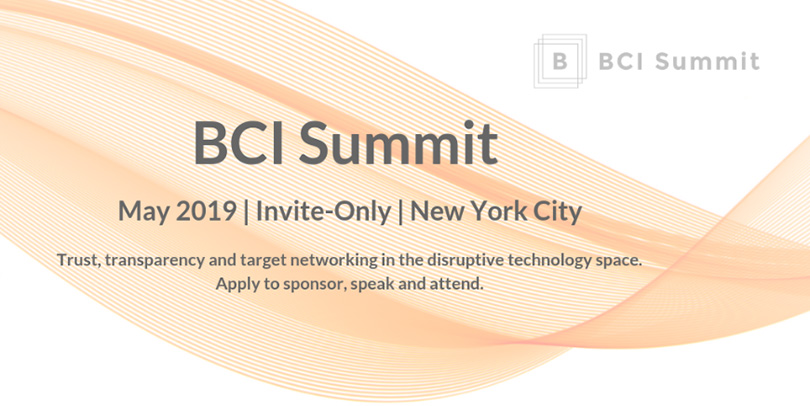 B BCI Summit
BCI Summit
May 2019 | Invite-Only | New York City
Trust, transparency and target networking in the disruptive technology space.
Apply to sponsor, speak and attend.